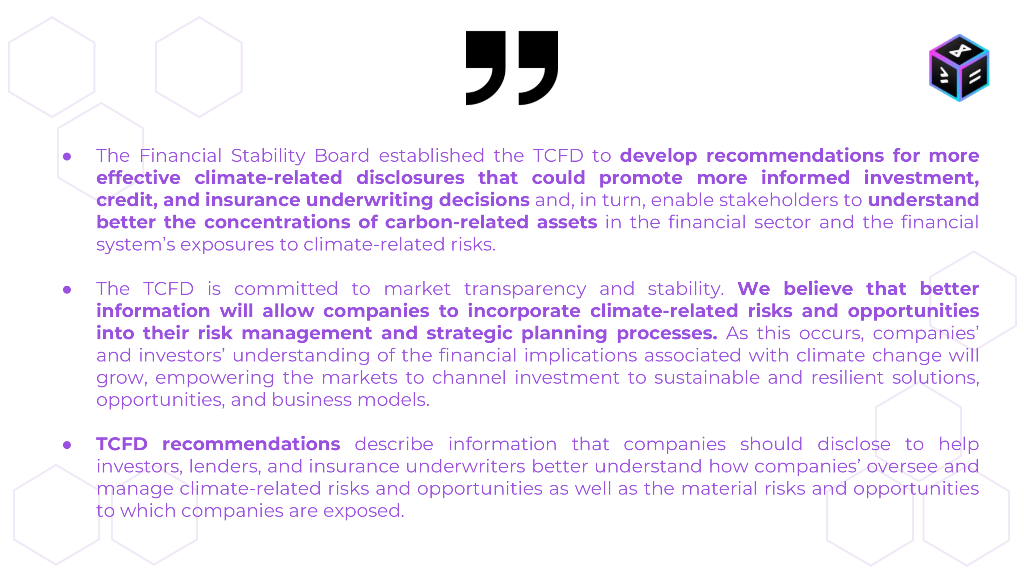 ● The Financial Stability Board established the TCFD to develop recommendations for more
effective climate-related disclosures that could promote more informed investment,
credit, and insurance underwriting decisions and, in turn, enable stakeholders to understand
better the concentrations of carbon-related assets in the financial sector and the financial
system's exposures to climate-related risks.
● The TCFD is committed to market transparency and stability. We believe that better
information will allow companies to incorporate climate-related risks and opportunities
into their risk management and strategic planning processes. As this occurs, companies'
and investors' understanding of the financial implications associated with climate change will
grow, empowering the markets to channel investment to sustainable and resilient solutions,
opportunities, and business models.
● TCFD recommendations describe information that companies should disclose to help
investors, lenders, and insurance underwriters better understand how companies' oversee and
manage climate-related risks and opportunities as well as the material risks and opportunities
to which companies are exposed.